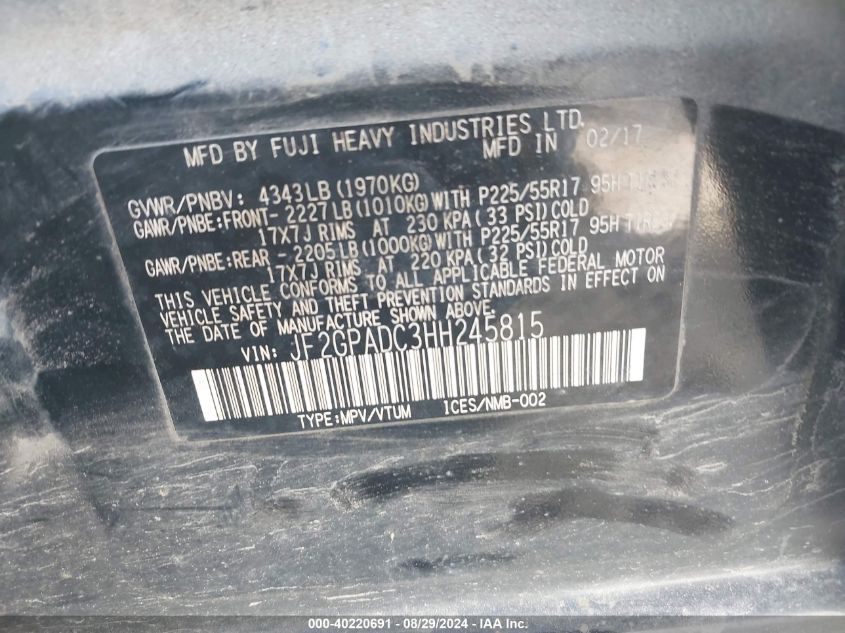 MFD BY FUJI HEAVY INDUSTRIES LTD.
MFD IN 02/17
GVWR/PNBV: 4343LB (1970KG)
GAWR/PNBE:FRONT- 2227 LB (1010KG) WITH P225/55R17 95H TIRES
17X7J RIMS AT 230 KPA ( 33 PSI) COLD
GAWR/PNBE:REAR - 2205 LB (1000KG) WITH P225/55R17 95H TIRES
17X7J RIMS AT 220 KPA ( 32 PSI) COLD
THIS VEHICLE CONFORMS TO ALL APPLICABLE FEDERAL MOTOR
VEHICLE SAFETY AND THEFT PREVENTION STANDARDS IN EFFECT ON
THE DATE OF MANUFACTURE SHOWN ABOVE.
VIN: JF2GPADC3HH245815
TYPE:MPV/VTUM ICES/NMB-002
000-40220691 - 08/29/2024 - IAA Inc.